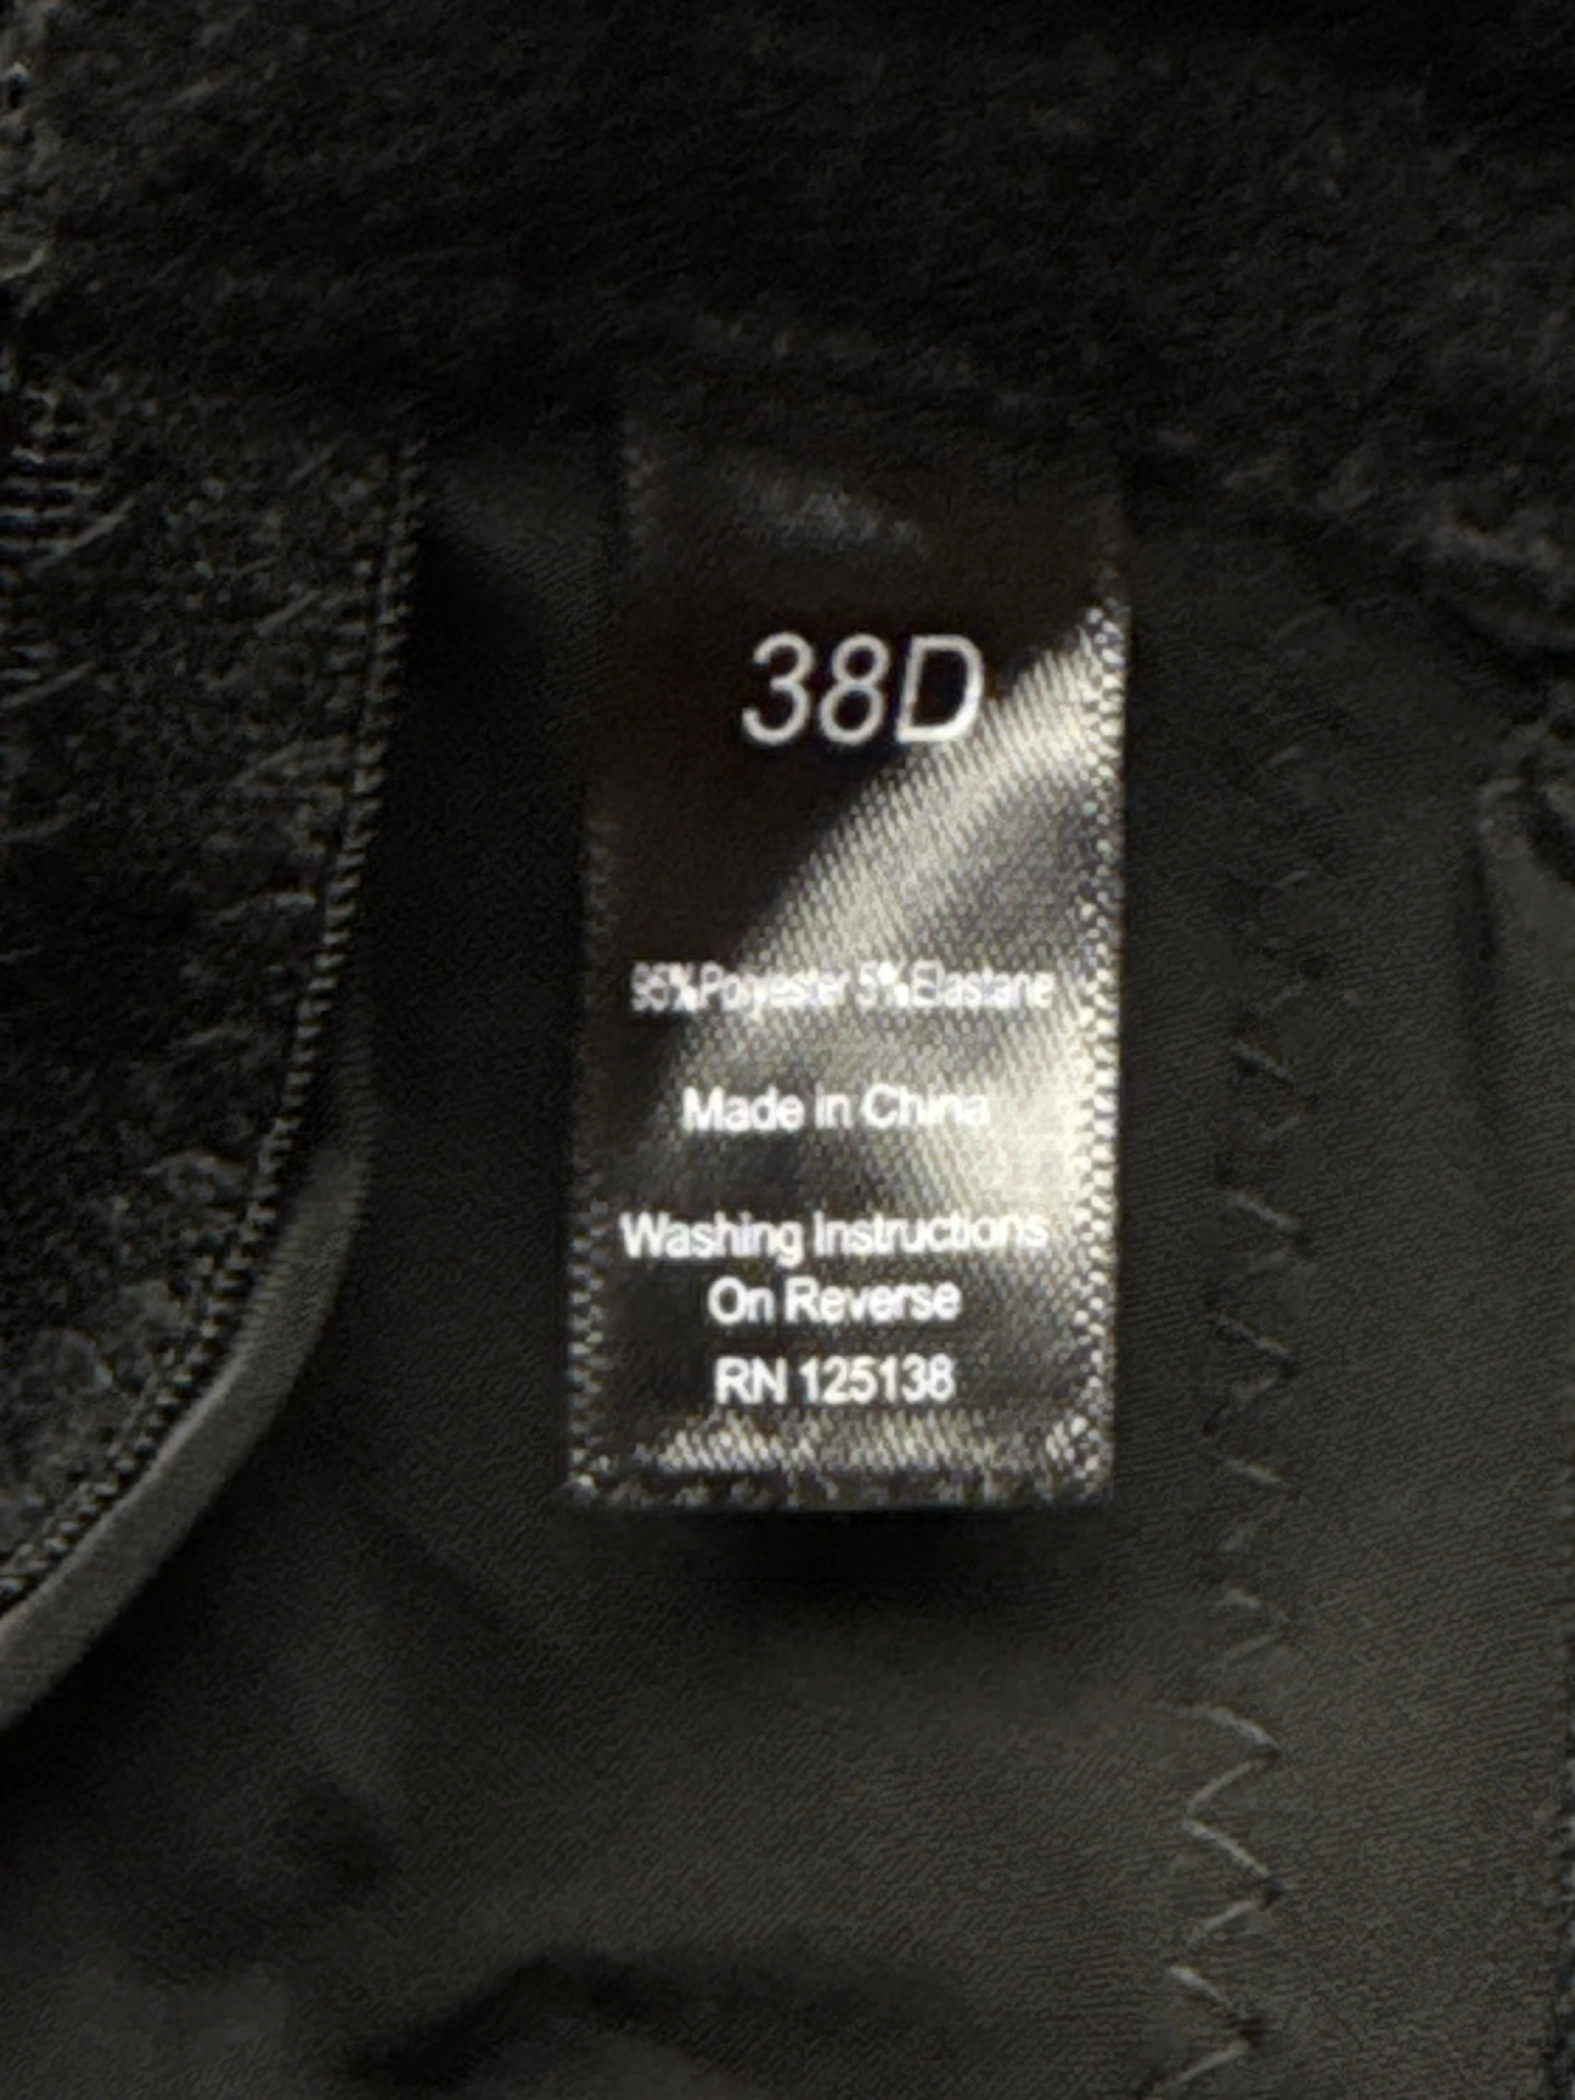 38D
95%Polyester 5%Elastane
Made in China
Washing Instructions
On Reverse
RN 125138